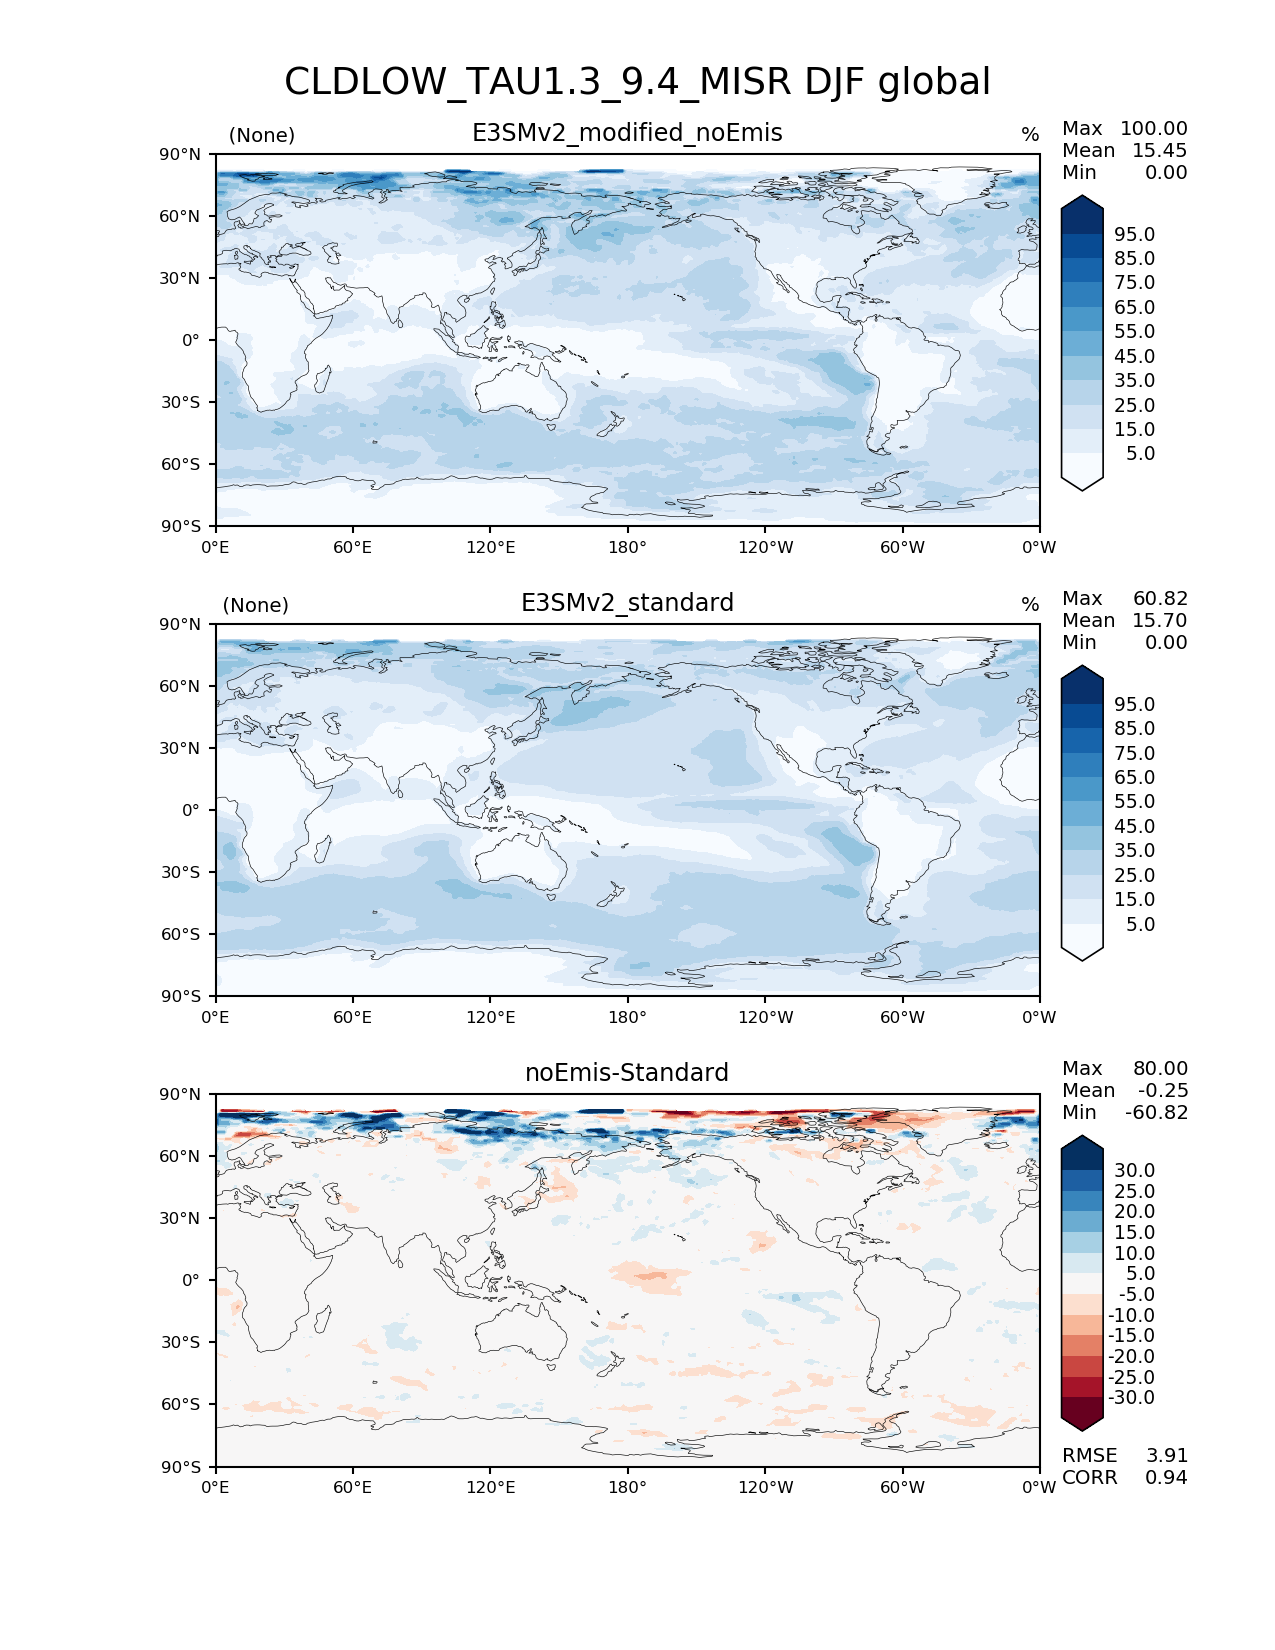 CLDLOW_TAU1.3_9.4_MISR DJF global
(None) E3SMv2_modified_noEmis %
Max 100.00
Mean 15.45
Min 0.00
90°N
60°N
30°N
0°
30°S
60°S
90°S
0°E 60°E 120°E 180° 120°W 60°W 0°W
95.0
85.0
75.0
65.0
55.0
45.0
35.0
25.0
15.0
5.0
(None) E3SMv2_standard %
Max 60.82
Mean 15.70
Min 0.00
90°N
60°N
30°N
0°
30°S
60°S
90°S
0°E 60°E 120°E 180° 120°W 60°W 0°W
95.0
85.0
75.0
65.0
55.0
45.0
35.0
25.0
15.0
5.0
noEmis-Standard
Max 80.00
Mean -0.25
Min -60.82
90°N
60°N
30°N
0°
30°S
60°S
90°S
0°E 60°E 120°E 180° 120°W 60°W 0°W
30.0
25.0
20.0
15.0
10.0
5.0
-5.0
-10.0
-15.0
-20.0
-25.0
-30.0
RMSE 3.91
CORR 0.94